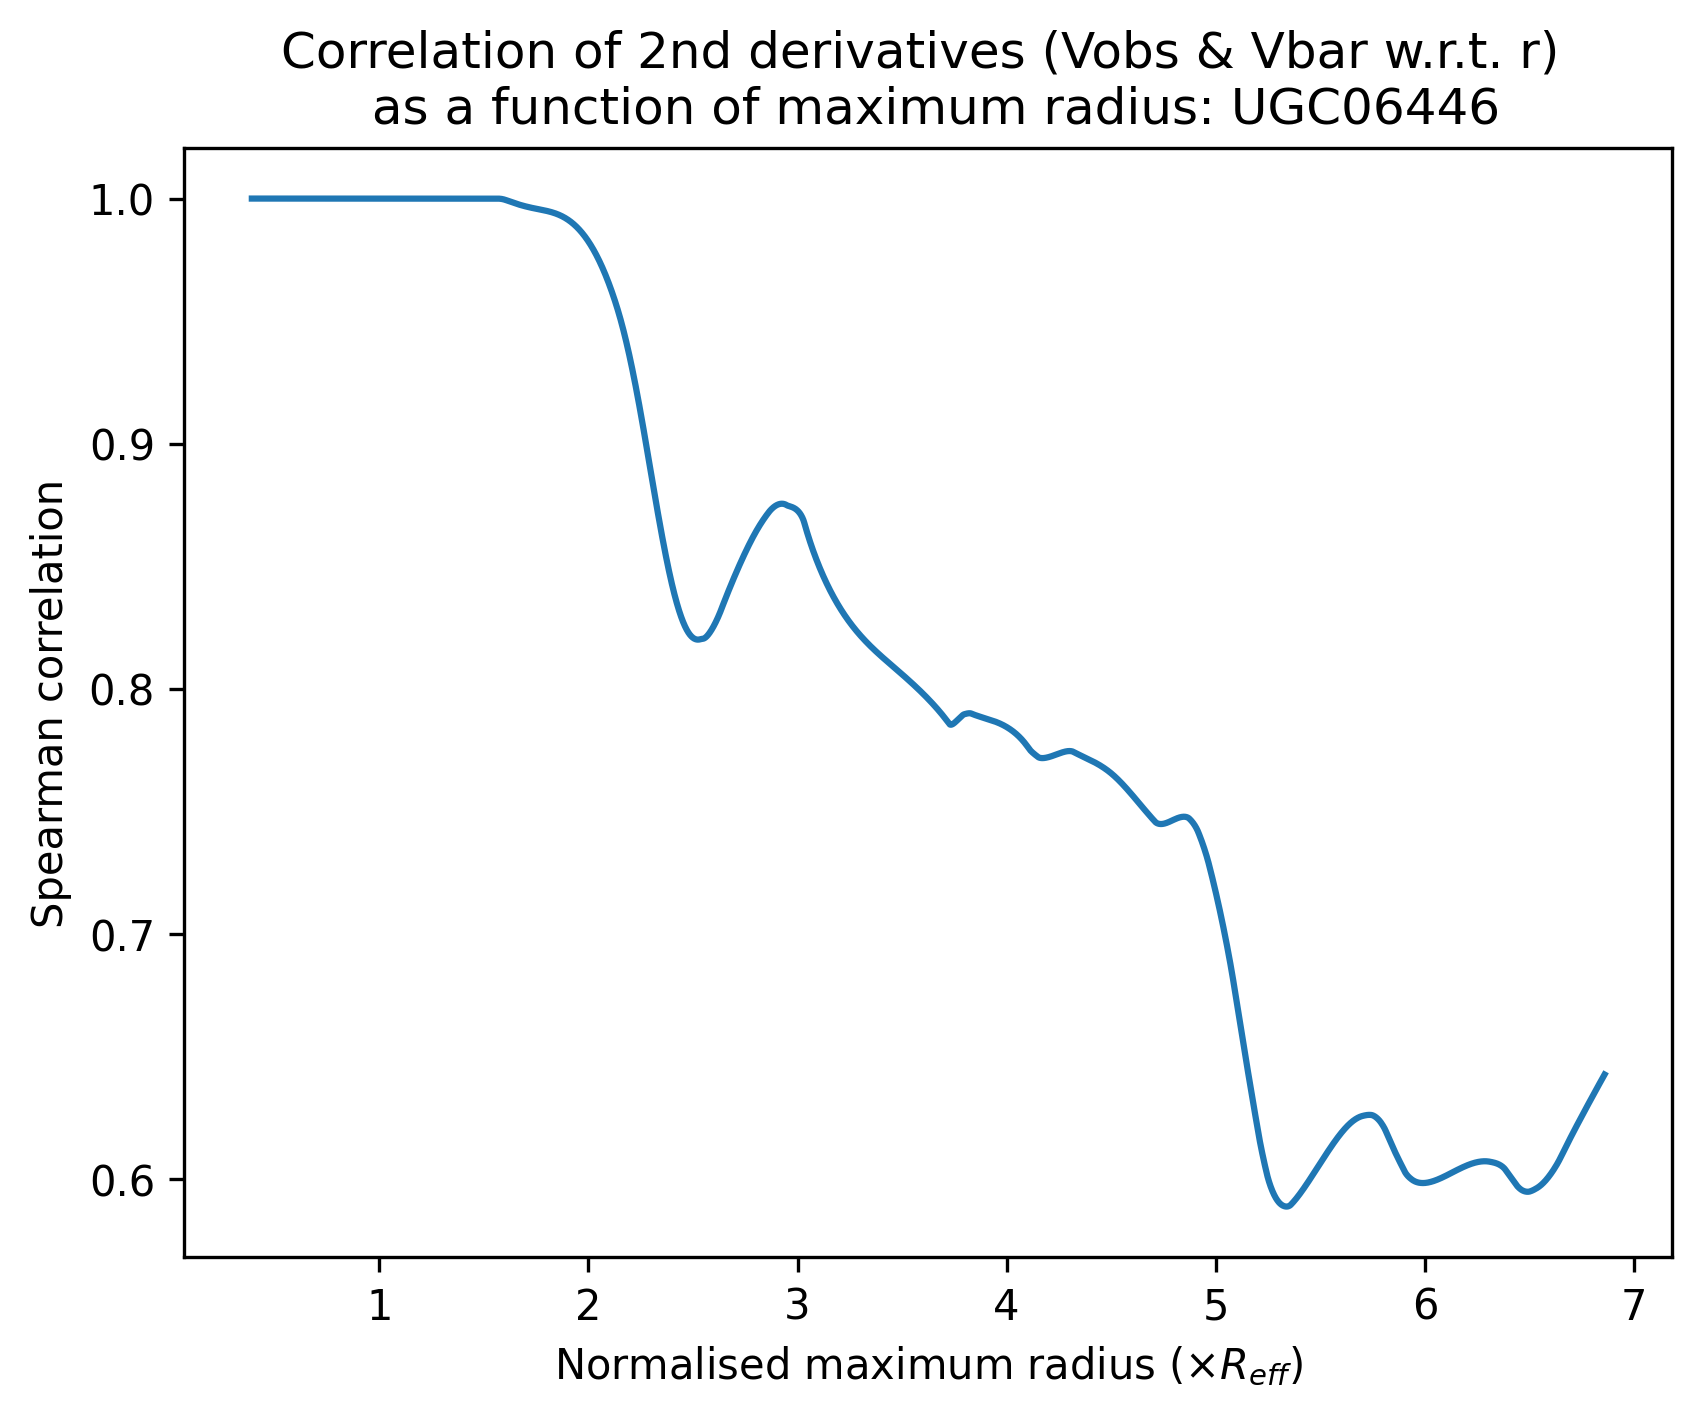 Correlation of 2nd derivatives (Vobs & Vbar w.r.t. r)
as a function of maximum radius: UGC06446
Spearman correlation
1.0
0.9
0.8
0.7
0.6
1 2 3 4 5 6 7
Normalised maximum radius (×R_eff)